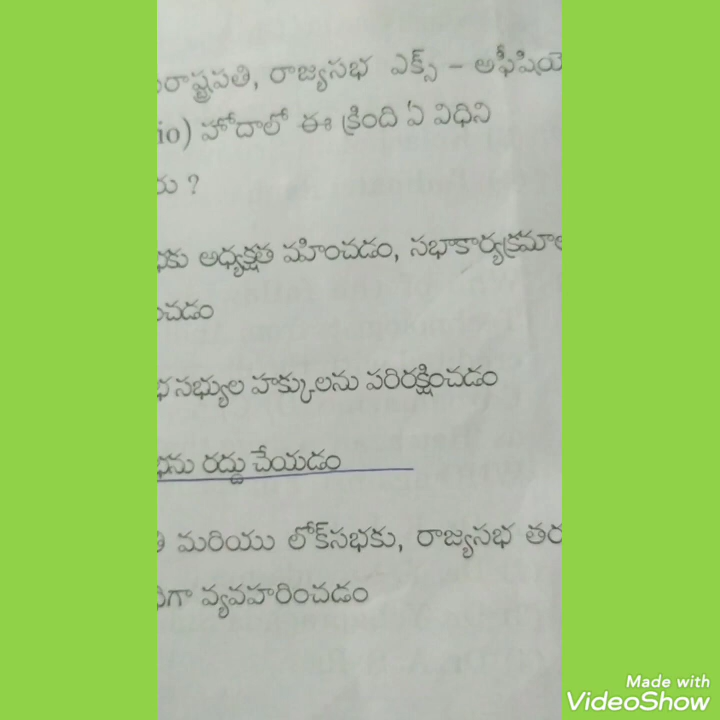 రాష్ట్రపతి, రాజ్యసభ ఎక్స్ – అఫీషియె
io) హోదాలో ఈ క్రింది ఏ విధిని
రు ?
కు అధ్యక్షత వహించడం, సభాకార్యక్రమాల
చడం
సభ్యుల హక్కులను పరిరక్షించడం
ను రద్దు చేయడం
మరియు లోక్‌సభకు, రాజ్యసభ తర
గా వ్యవహరించడం
Made with
VideoShow